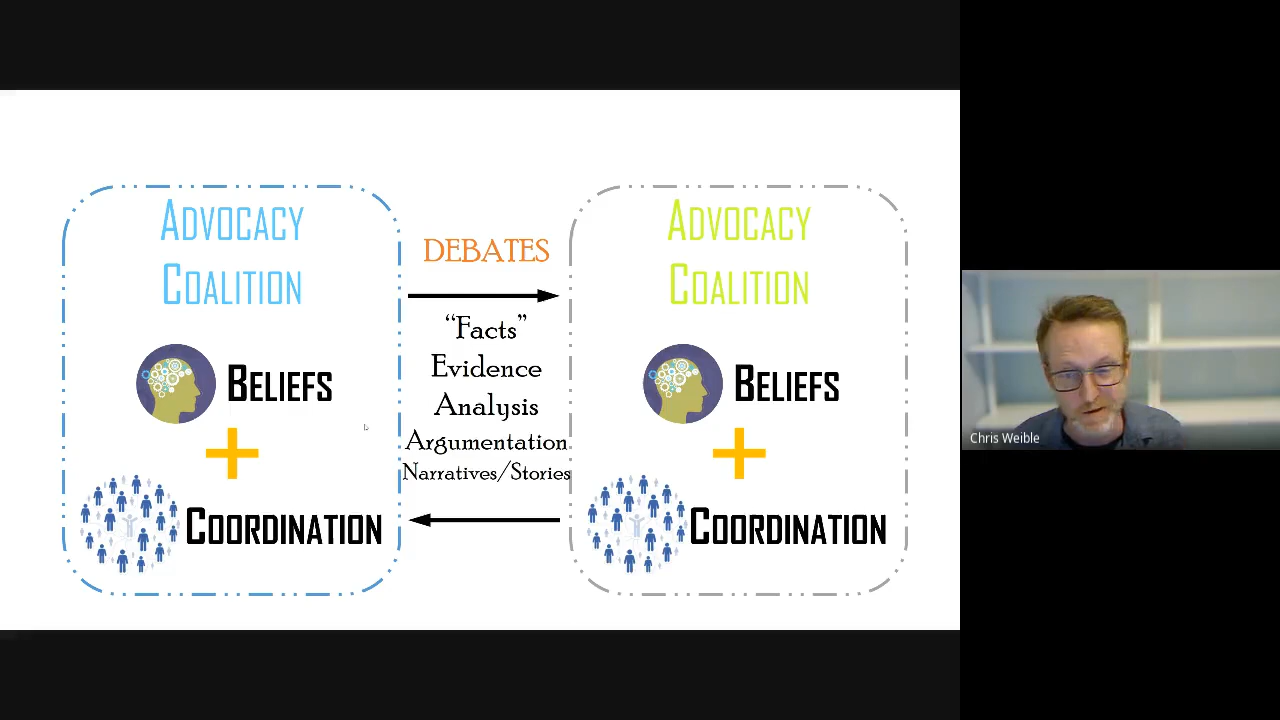 ADVOCACY
COALITION
BELIEFS
COORDINATION
DEBATES
“Facts”
Evidence
Analysis
Argumentation
Narratives/Stories
ADVOCACY
COALITION
BELIEFS
COORDINATION
Chris Weible